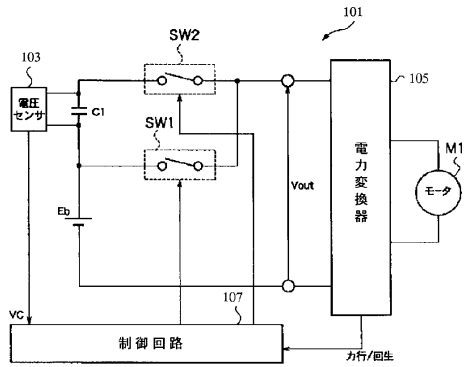 101
SW2
103
電圧
センサ
C1
105
SW1
M1
電力変換器
モータ
Vout
Eb
107
VC
制御回路
力行/回生